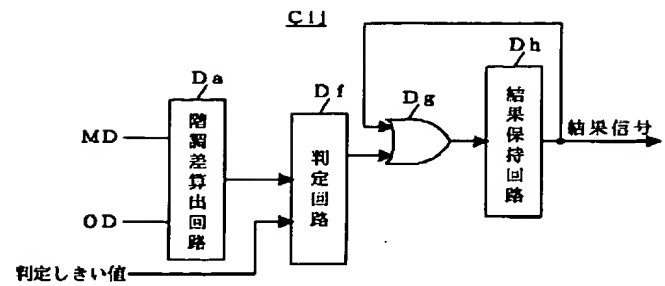 Cij
Da
階調差算出回路
Df
判定回路
Dg
Dh
結果保持回路
結果信号
MD
OD
判定しきい値